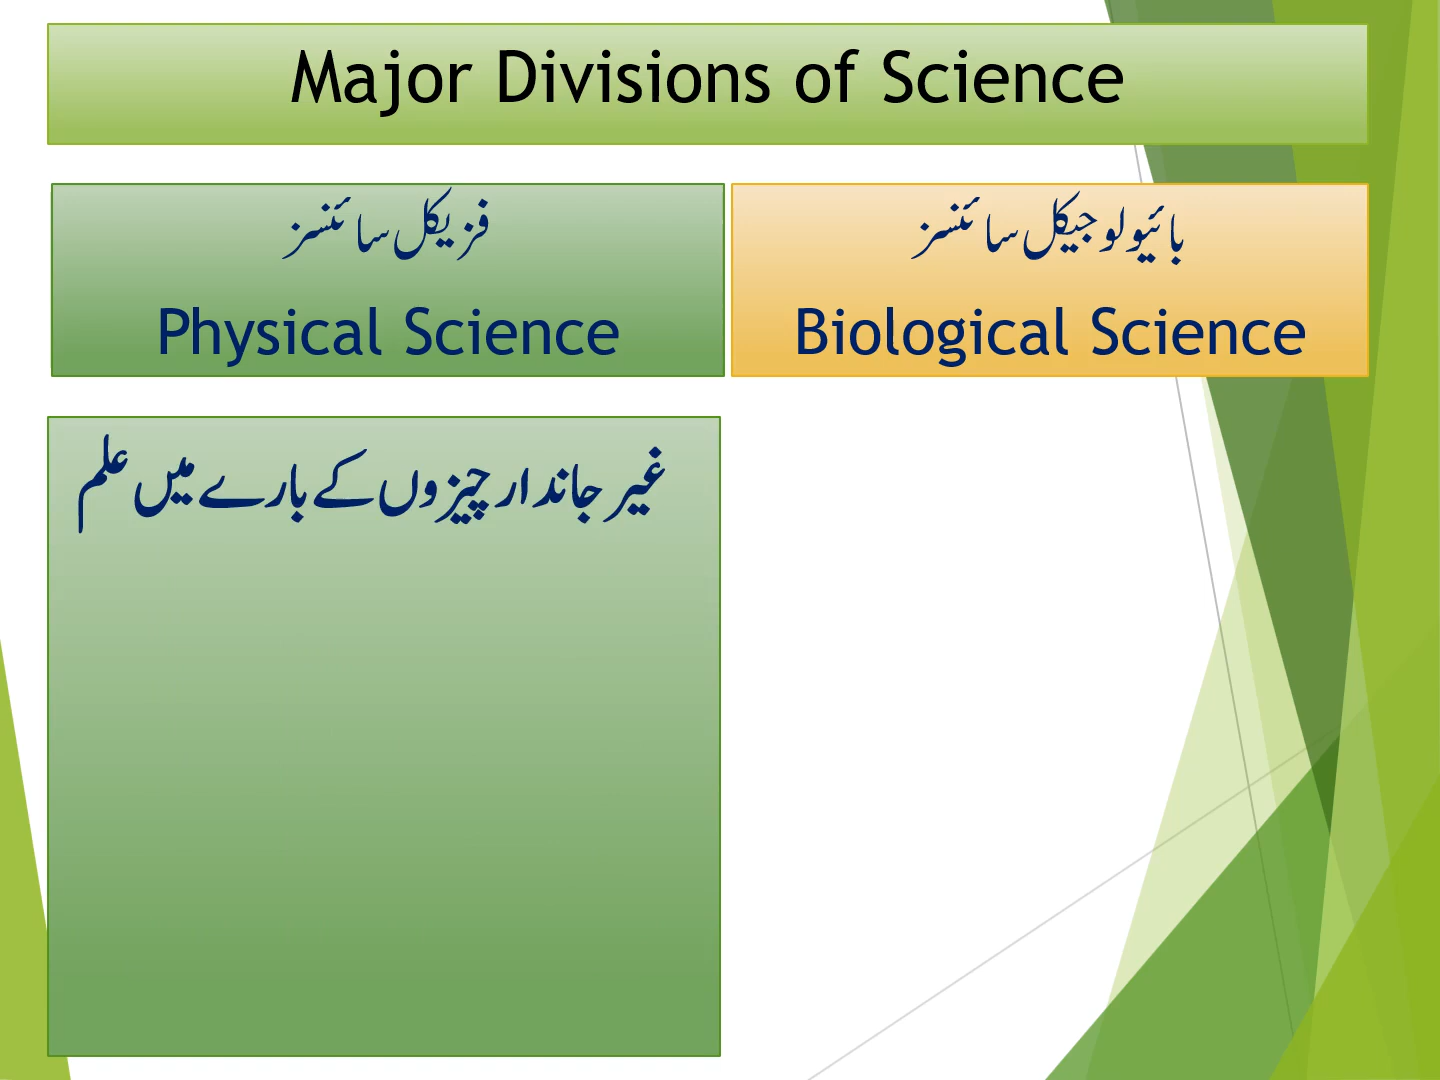 Major Divisions of Science
فزیکل سائنسز
Physical Science
بائیولوجیکل سائنسز
Biological Science
غیر جاندار چیزوں کے بارے میں علم